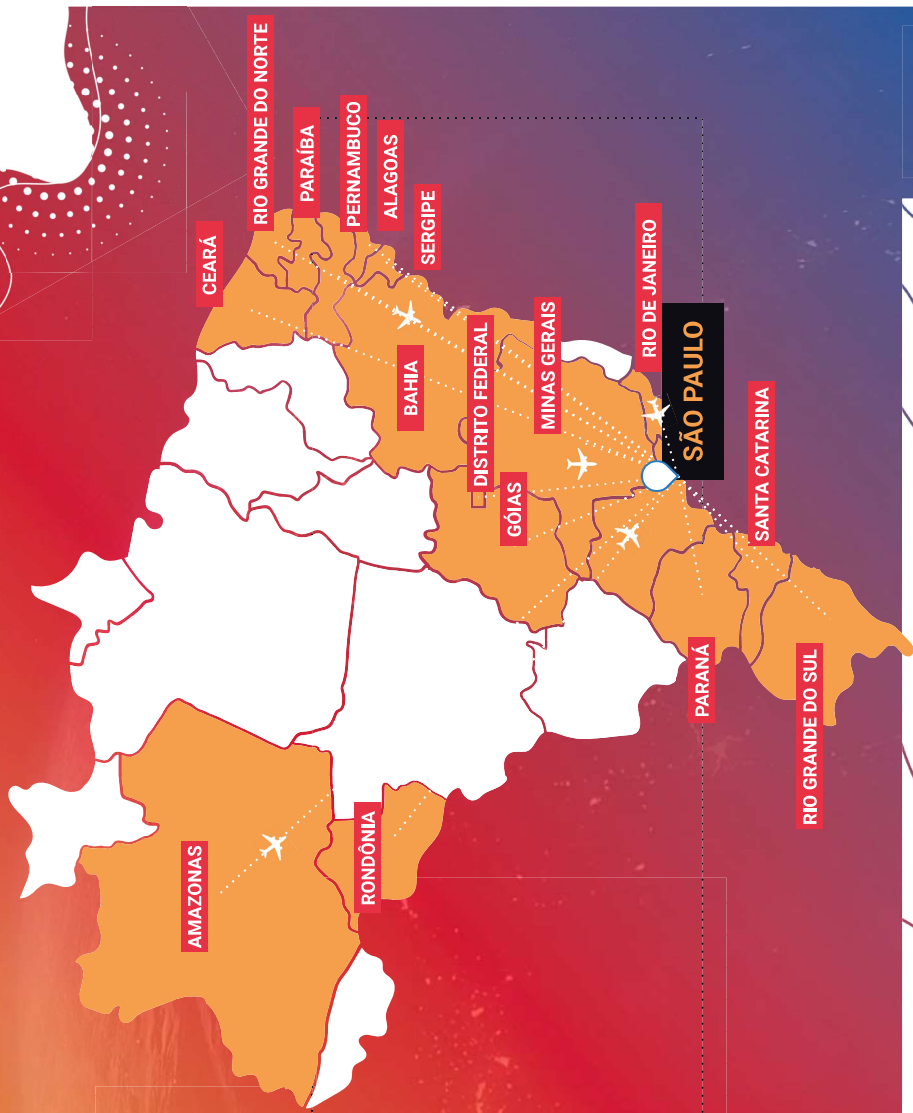 RIO GRANDE DO NORTE
PARAÍBA
PERNAMBUCO
ALAGOAS
SERGIPE
CEARÁ
BAHIA
DISTRITO FEDERAL
MINAS GERAIS
GÓIAS
RIO DE JANEIRO
SÃO PAULO
SANTA CATARINA
PARANÁ
RIO GRANDE DO SUL
AMAZONAS
RONDÔNIA